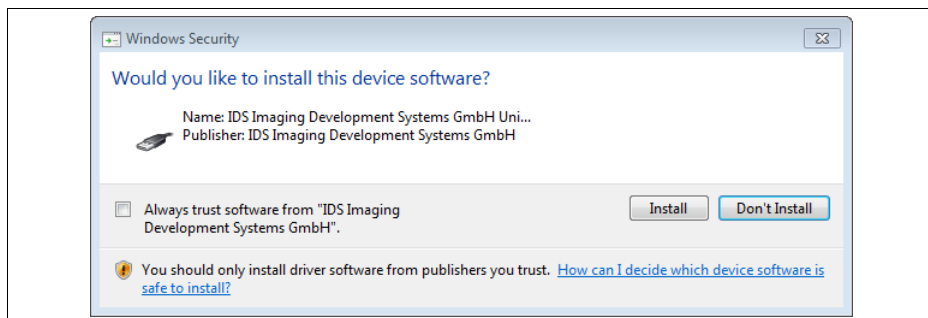 Windows Security
Would you like to install this device software?
Name: IDS Imaging Development Systems GmbH Uni...
Publisher: IDS Imaging Development Systems GmbH
Always trust software from "IDS Imaging
Development Systems GmbH".
Install
Don't Install
You should only install driver software from publishers you trust. How can I decide which device software is
safe to install?